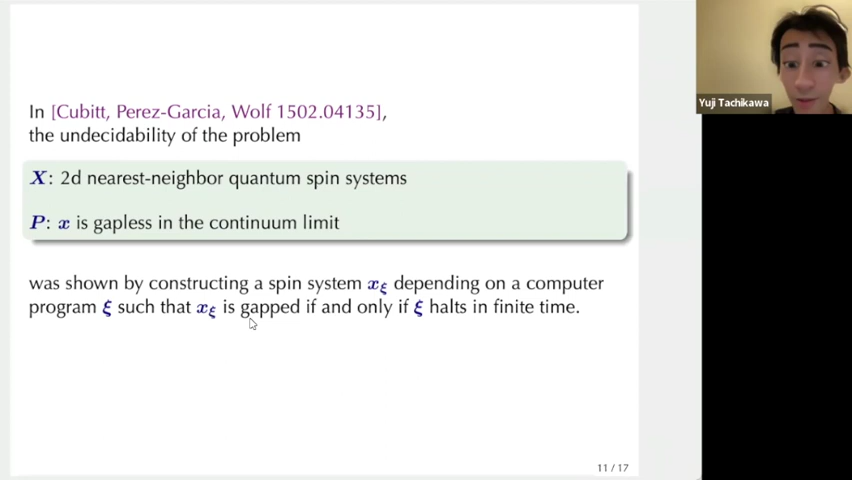 In [Cubitt, Perez-Garcia, Wolf 1502.04135],
the undecidability of the problem
X: 2d nearest-neighbor quantum spin systems
P: x is gapless in the continuum limit
was shown by constructing a spin system xξ depending on a computer
program ξ such that xξ is gapped if and only if ξ halts in finite time.
11 / 17
Yuji Tachikawa